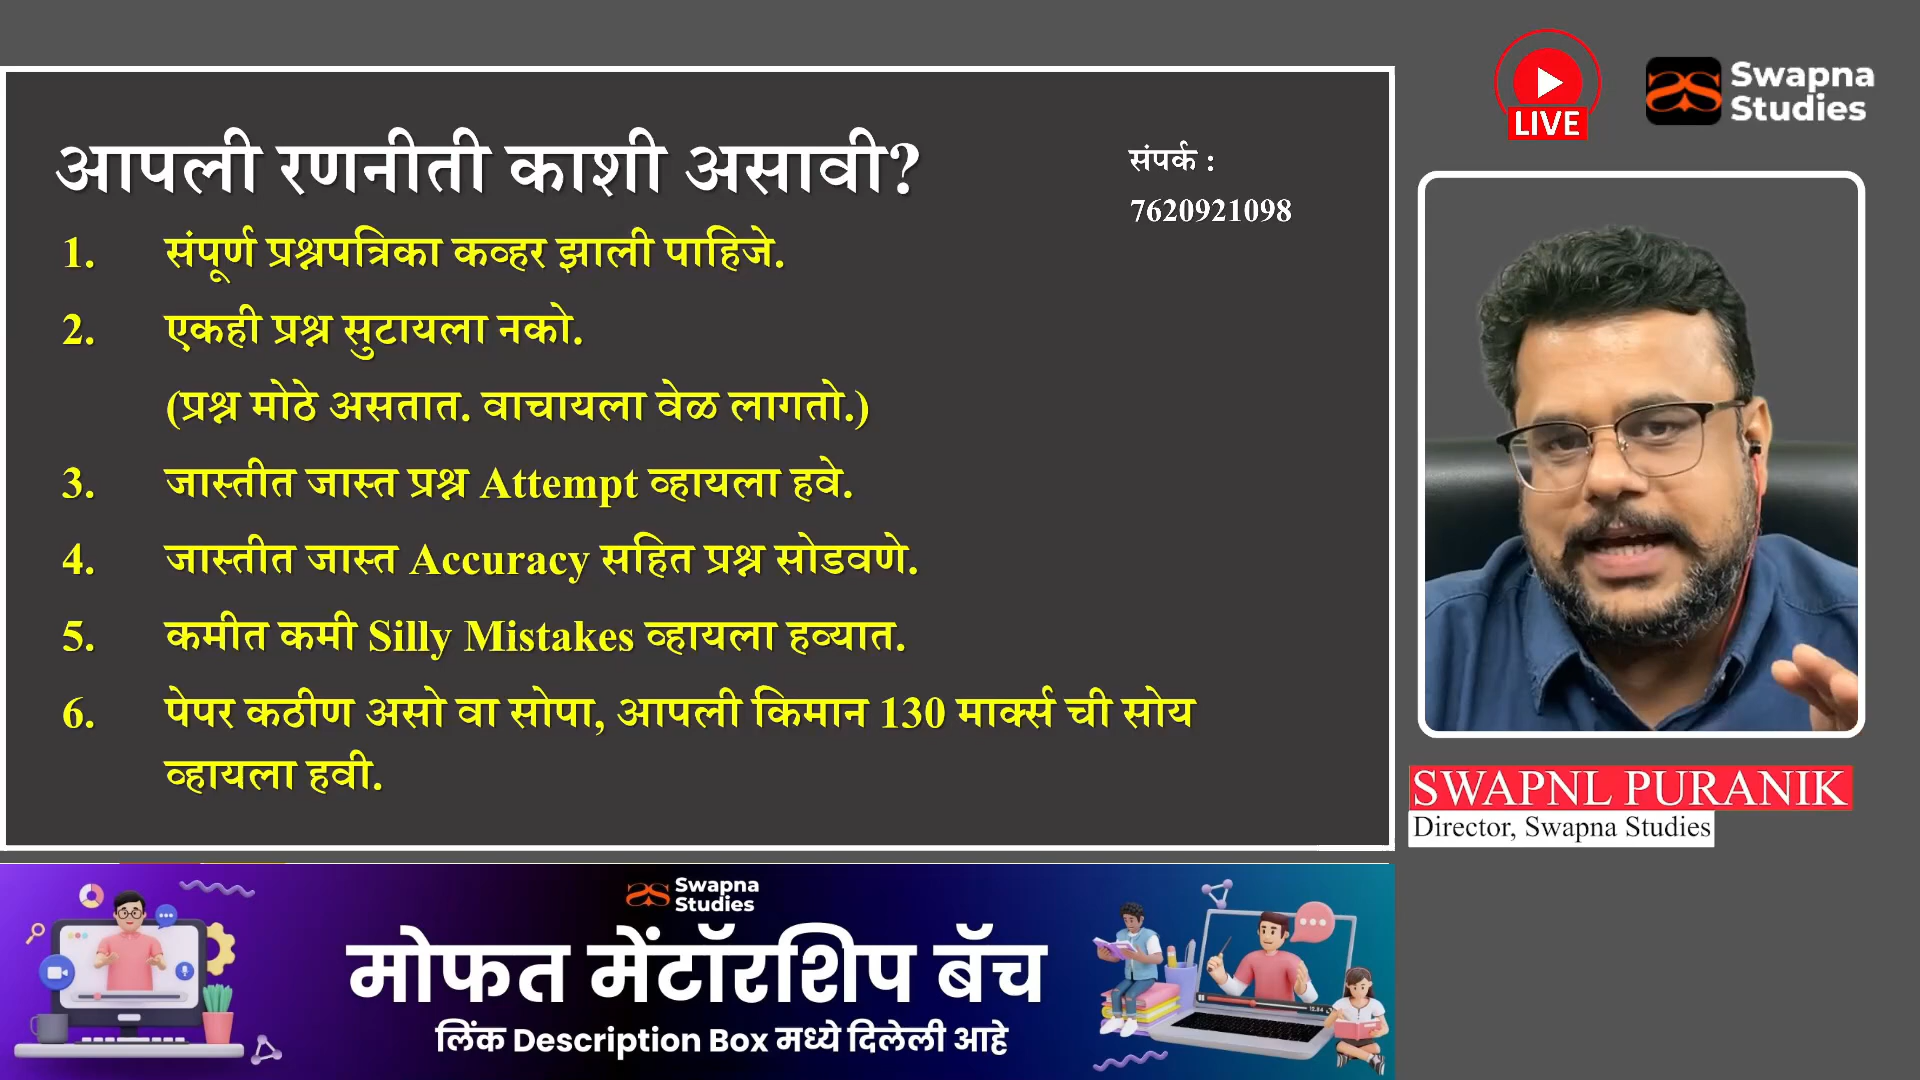 LIVE
Swapna
Studies
आपली रणनीती काशी असावी?
संपर्क :
7620921098
1. संपूर्ण प्रश्नपत्रिका कव्हर झाली पाहिजे.
2. एकही प्रश्न सुटायला नको.
(प्रश्न मोठे असतात. वाचायला वेळ लागतो.)
3. जास्तीत जास्त प्रश्न Attempt व्हायला हवे.
4. जास्तीत जास्त Accuracy सहित प्रश्न सोडवणे.
5. कमीत कमी Silly Mistakes व्हायला हव्यात.
6. पेपर कठीण असो वा सोपा, आपली किमान 130 मार्क्स ची सोय
व्हायला हवी.
SWAPNL PURANIK
Director, Swapna Studies
Swapna
Studies
मोफत मेंटॉरशिप बॅच
लिंक Description Box मध्ये दिलेली आहे